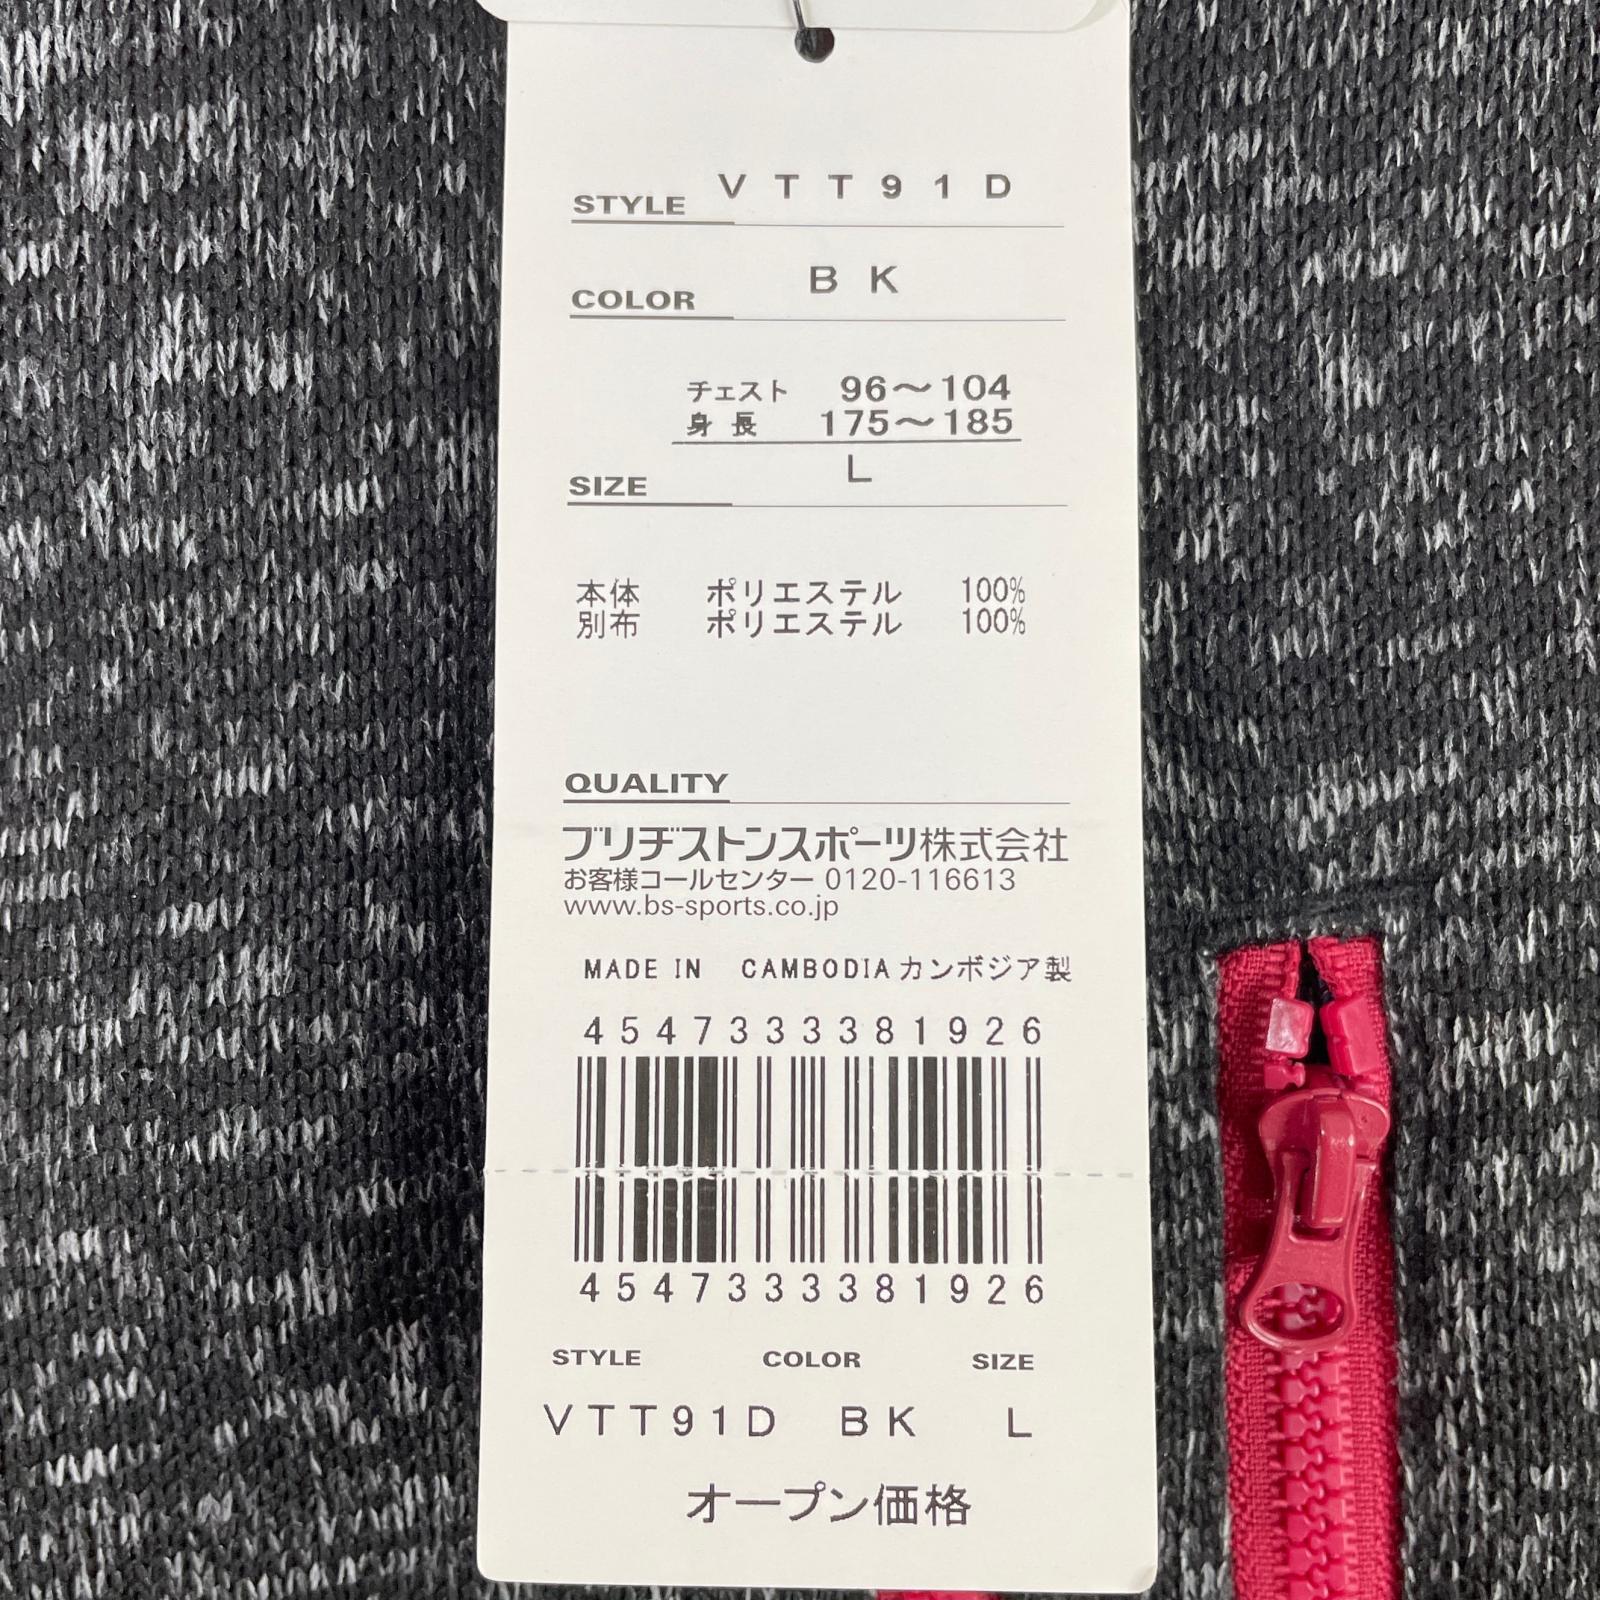 STYLE VTT91D
COLOR BK
チェスト 96～104
身長 175～185
L
SIZE
本体 ポリエステル 100%
別布 ポリエステル 100%
QUALITY
ブリヂストンスポーツ株式会社
お客様コールセンター 0120-116613
www.bs-sports.co.jp
MADE IN CAMBODIA カンボジア製
4547333381926
4547333381926
STYLE COLOR SIZE
VTT91D BK L
オープン価格